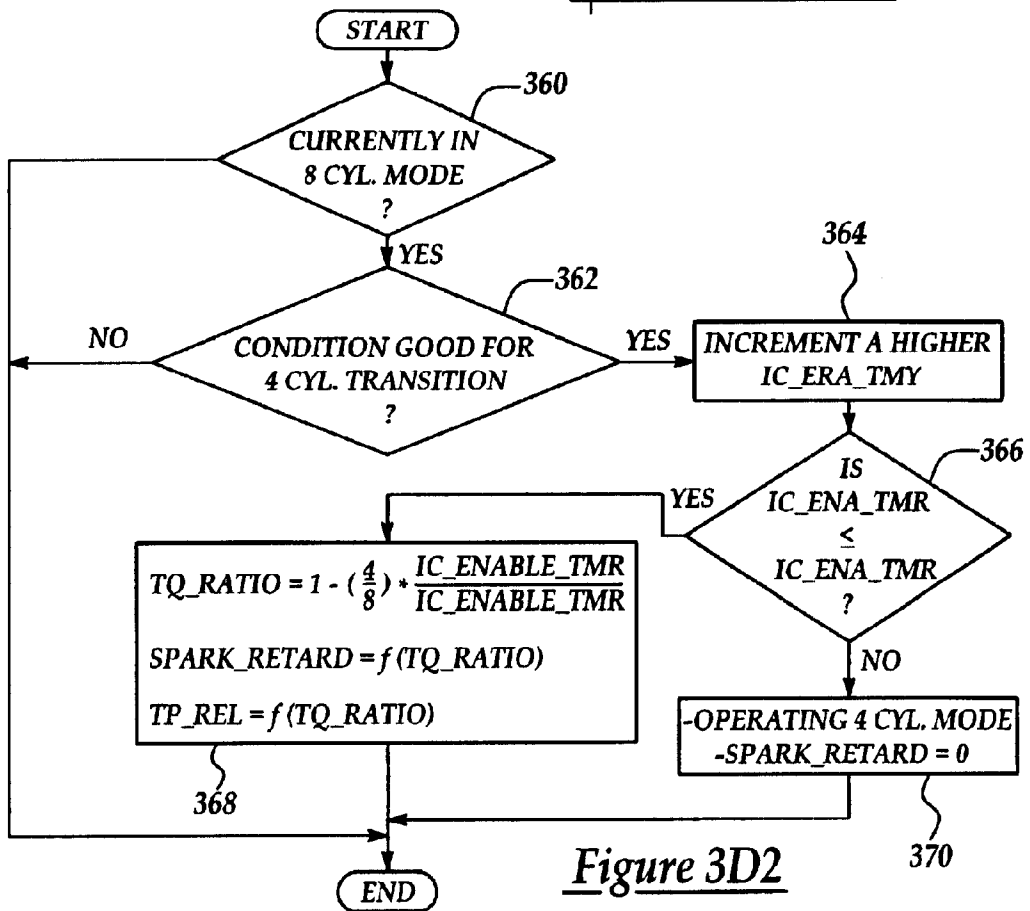 START
360
CURRENTLY IN
8 CYL. MODE
?
YES
362
CONDITION GOOD FOR
4 CYL. TRANSITION
?
NO
YES
364
INCREMENT A HIGHER
IC_ERA_TMY
366
IS
IC_ENA_TMR
≤
IC_ENA_TMR
?
YES
NO
TQ_RATIO = 1 - (4/8) * IC_ENABLE_TMR/IC_ENABLE_TMR
SPARK_RETARD = f (TQ_RATIO)
TP_REL = f (TQ_RATIO)
368
-OPERATING 4 CYL. MODE
-SPARK_RETARD = 0
370
END
Figure 3D2